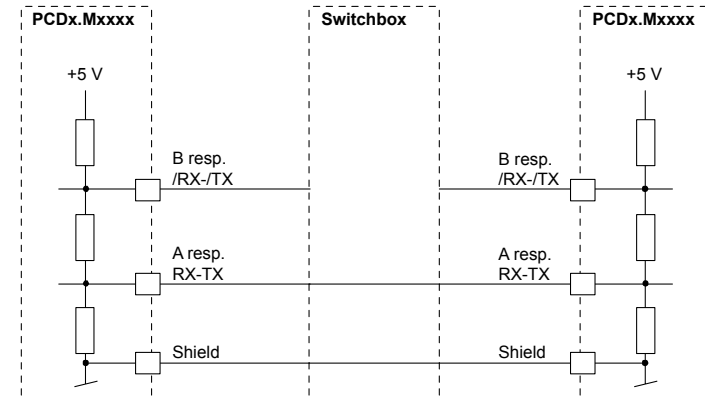 PCDx.Mxxxx
Switchbox
PCDx.Mxxxx
+5 V
+5 V
B resp.
/RX-/TX
B resp.
/RX-/TX
A resp.
RX-TX
A resp.
RX-TX
Shield
Shield